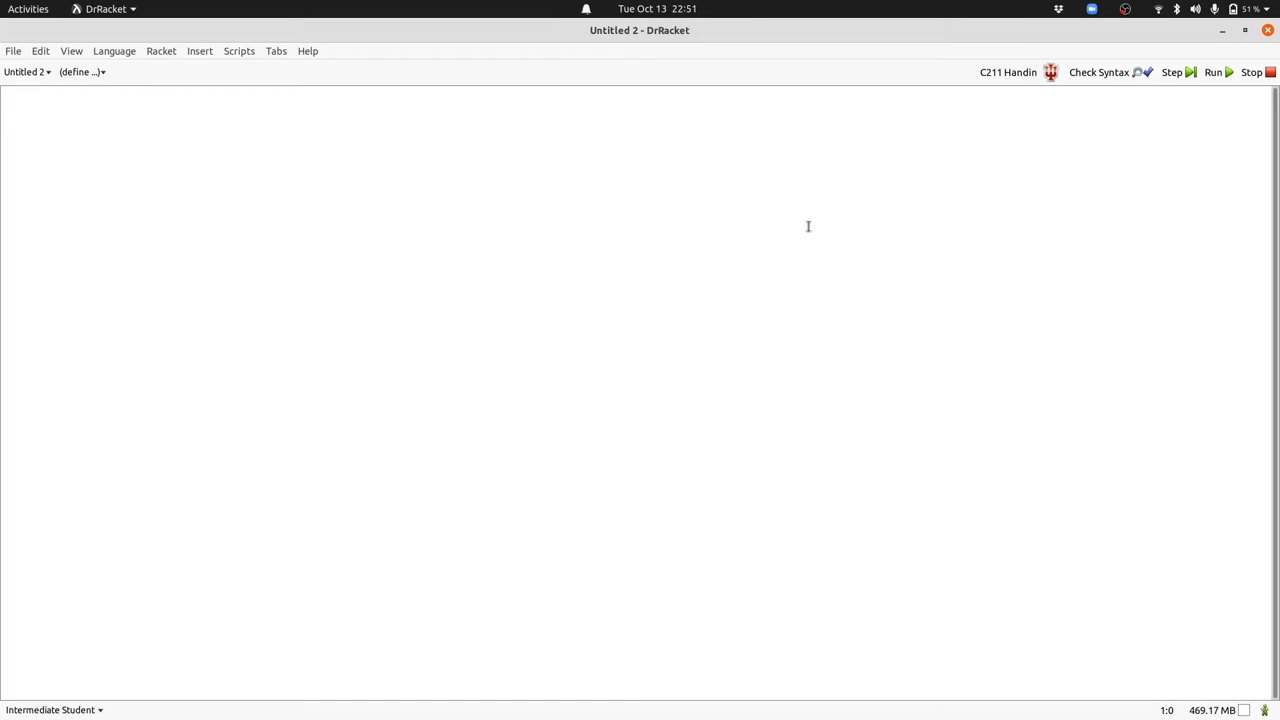 Activities DrRacket Tue Oct 13 22:51 51 %
Untitled 2 - DrRacket
File Edit View Language Racket Insert Scripts Tabs Help
Untitled 2 (define ...) C211 Handin Check Syntax Step Run Stop
Intermediate Student 1:0 469.17 MB